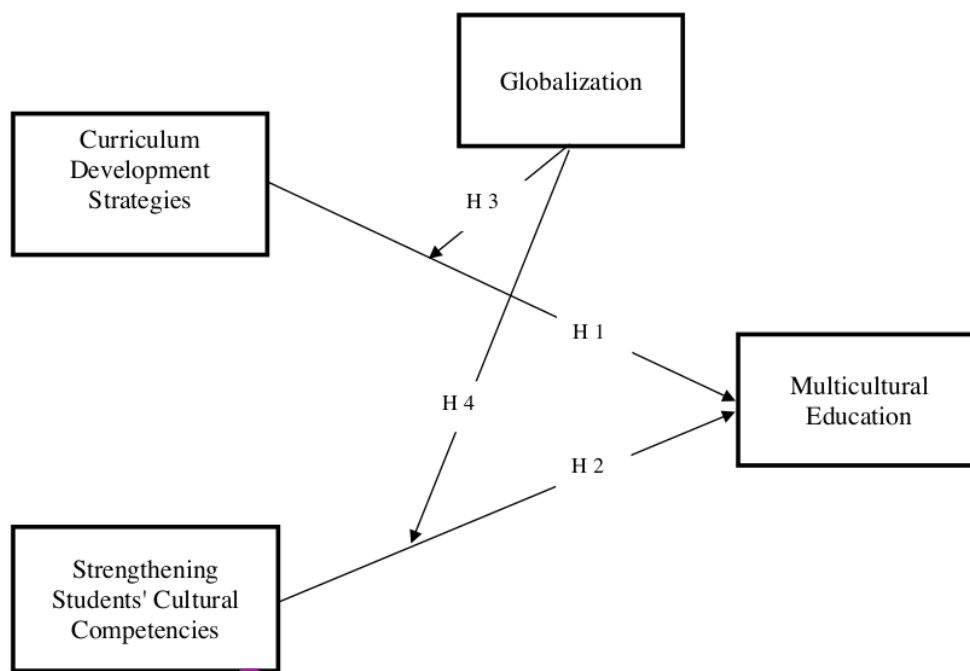 Globalization
Curriculum
Development
Strategies
H 3
H 1
Multicultural
Education
H 4
H 2
Strengthening
Students' Cultural
Competencies